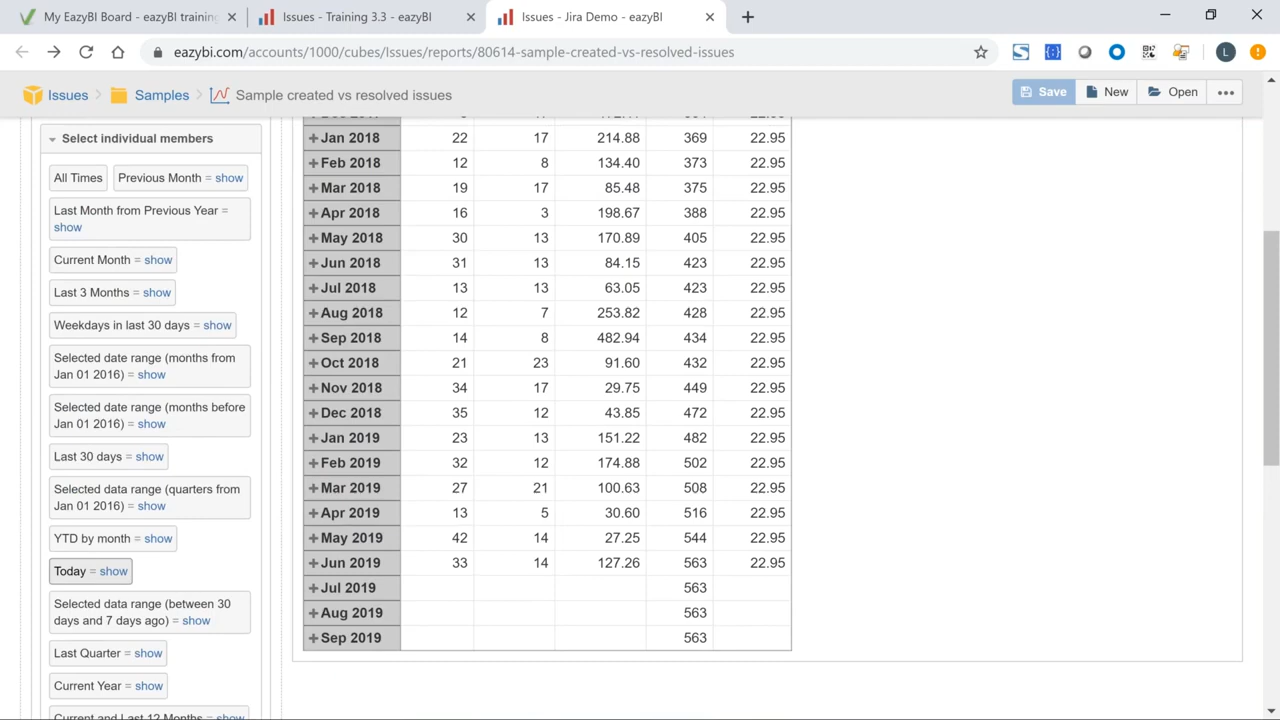 My EazyBI Board - eazyBI training
Issues - Training 3.3 - eazyBI
Issues - Jira Demo - eazyBI
eazybi.com/accounts/1000/cubes/Issues/reports/80614-sample-created-vs-resolved-issues
L
Issues
Samples
Sample created vs resolved issues
Save
New
Open
Select individual members
All Times
Previous Month = show
Last Month from Previous Year =
show
Current Month = show
Last 3 Months = show
Weekdays in last 30 days = show
Selected date range (months from
Jan 01 2016) = show
Selected date range (months before
Jan 01 2016) = show
Last 30 days = show
Selected data range (quarters from
Jan 01 2016) = show
YTD by month = show
Today = show
Selected data range (between 30
days and 7 days ago) = show
Last Quarter = show
Current Year = show
Current and Last 12 Months = show
Jan 2018 22 17 214.88 369 22.95
Feb 2018 12 8 134.40 373 22.95
Mar 2018 19 17 85.48 375 22.95
Apr 2018 16 3 198.67 388 22.95
May 2018 30 13 170.89 405 22.95
Jun 2018 31 13 84.15 423 22.95
Jul 2018 13 13 63.05 423 22.95
Aug 2018 12 7 253.82 428 22.95
Sep 2018 14 8 482.94 434 22.95
Oct 2018 21 23 91.60 432 22.95
Nov 2018 34 17 29.75 449 22.95
Dec 2018 35 12 43.85 472 22.95
Jan 2019 23 13 151.22 482 22.95
Feb 2019 32 12 174.88 502 22.95
Mar 2019 27 21 100.63 508 22.95
Apr 2019 13 5 30.60 516 22.95
May 2019 42 14 27.25 544 22.95
Jun 2019 33 14 127.26 563 22.95
Jul 2019 563
Aug 2019 563
Sep 2019 563